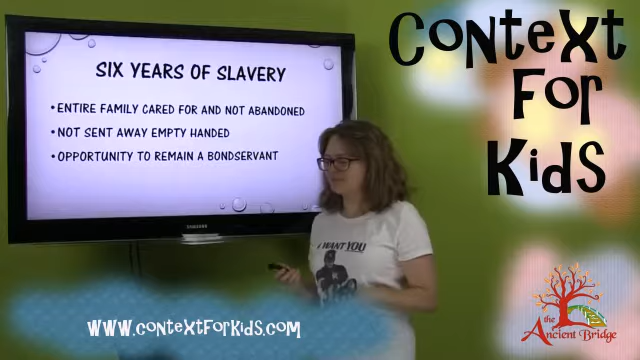 SIX YEARS OF SLAVERY
• ENTIRE FAMILY CARED FOR AND NOT ABANDONED
• NOT SENT AWAY EMPTY HANDED
• OPPORTUNITY TO REMAIN A BONDSERVANT
SAMSUNG
I WANT YOU
Context
For
Kids
www.contextforkids.com
the
Ancient Bridge